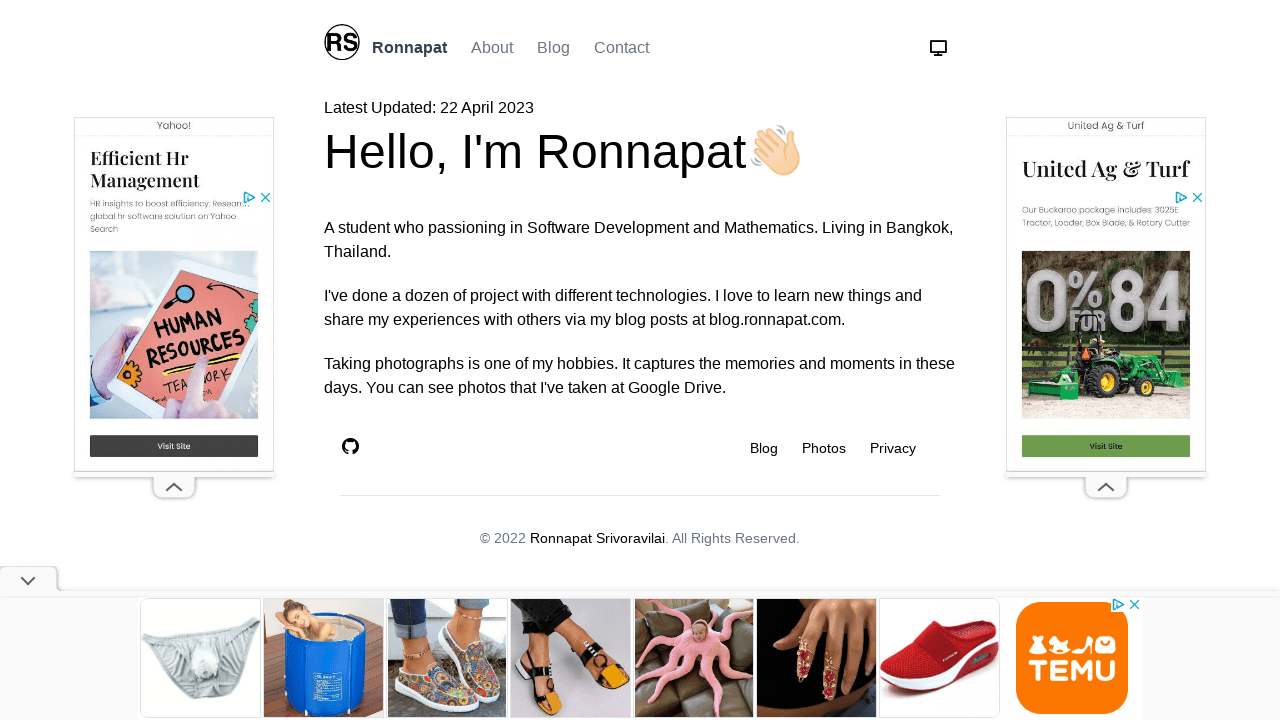 RS
Ronnapat About Blog Contact
Latest Updated: 22 April 2023
Hello, I'm Ronnapat
A student who passioning in Software Development and Mathematics. Living in Bangkok,
Thailand.
I've done a dozen of project with different technologies. I love to learn new things and
share my experiences with others via my blog posts at blog.ronnapat.com.
Taking photographs is one of my hobbies. It captures the memories and moments in these
days. You can see photos that I've taken at Google Drive.
Blog Photos Privacy
© 2022 Ronnapat Srivoravilai. All Rights Reserved.
Yahoo!
Efficient Hr
Management
HR insights to boost efficiency. Research
global hr software solution on Yahoo
Search
HUMAN
RESOURCES
TEAMWORK
Visit Site
United Ag & Turf
United Ag & Turf
Our Buckaroo package includes: 3025E
Tractor, Loader, Box Blade, & Rotary Cutter
0% FOR 84
Visit Site
TEMU